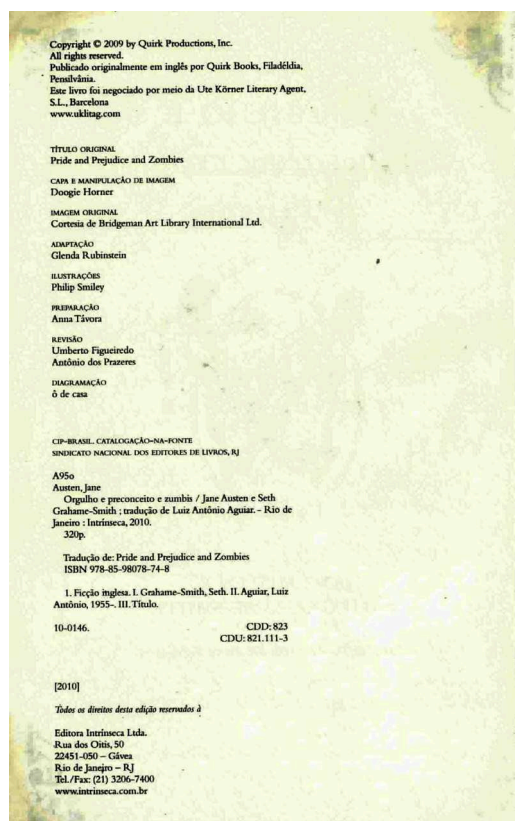 Copyright © 2009 by Quirk Productions, Inc.
All rights reserved.
Publicado originalmente em inglês por Quirk Books, Filadéldia,
Pensilvânia.
Este livro foi negociado por meio da Ute Körner Literary Agent,
S.L., Barcelona
www.uklitag.com
TÍTULO ORIGINAL
Pride and Prejudice and Zombies
CAPA E MANIPULAÇÃO DE IMAGEM
Doogie Horner
IMAGEM ORIGINAL
Cortesia de Bridgeman Art Library International Ltd.
ADAPTAÇÃO
Glenda Rubinstein
ILUSTRAÇÕES
Philip Smiley
PREPARAÇÃO
Anna Távora
REVISÃO
Umberto Figueiredo
Antônio dos Prazeres
DIAGRAMAÇÃO
ô de casa
CIP-BRASIL. CATALOGAÇÃO-NA-FONTE
SINDICATO NACIONAL DOS EDITORES DE LIVROS, RJ
A95o
Austen, Jane
Orgulho e preconceito e zumbis / Jane Austen e Seth
Grahame-Smith ; tradução de Luiz Antônio Aguiar. – Rio de
Janeiro : Intrínseca, 2010.
320p.
Tradução de: Pride and Prejudice and Zombies
ISBN 978-85-98078-74-8
1. Ficção inglesa. I. Grahame-Smith, Seth. II. Aguiar, Luiz
Antônio, 1955-. III. Título.
10-0146. CDD: 823
CDU: 821.111-3
[2010]
Todos os direitos desta edição reservados à
Editora Intrínseca Ltda.
Rua dos Oitis, 50
22451-050 – Gávea
Rio de Janeiro – RJ
Tel./Fax: (21) 3206-7400
www.intrinseca.com.br